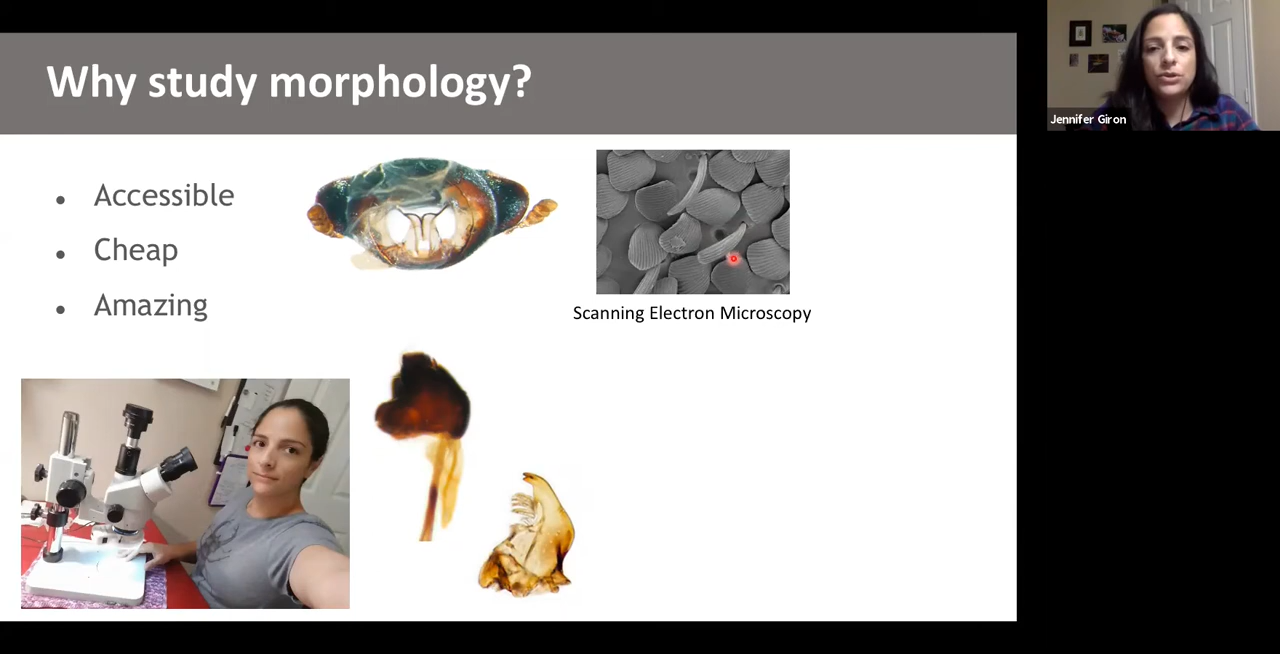 Why study morphology?
Jennifer Giron
Accessible
Cheap
Amazing
Scanning Electron Microscopy